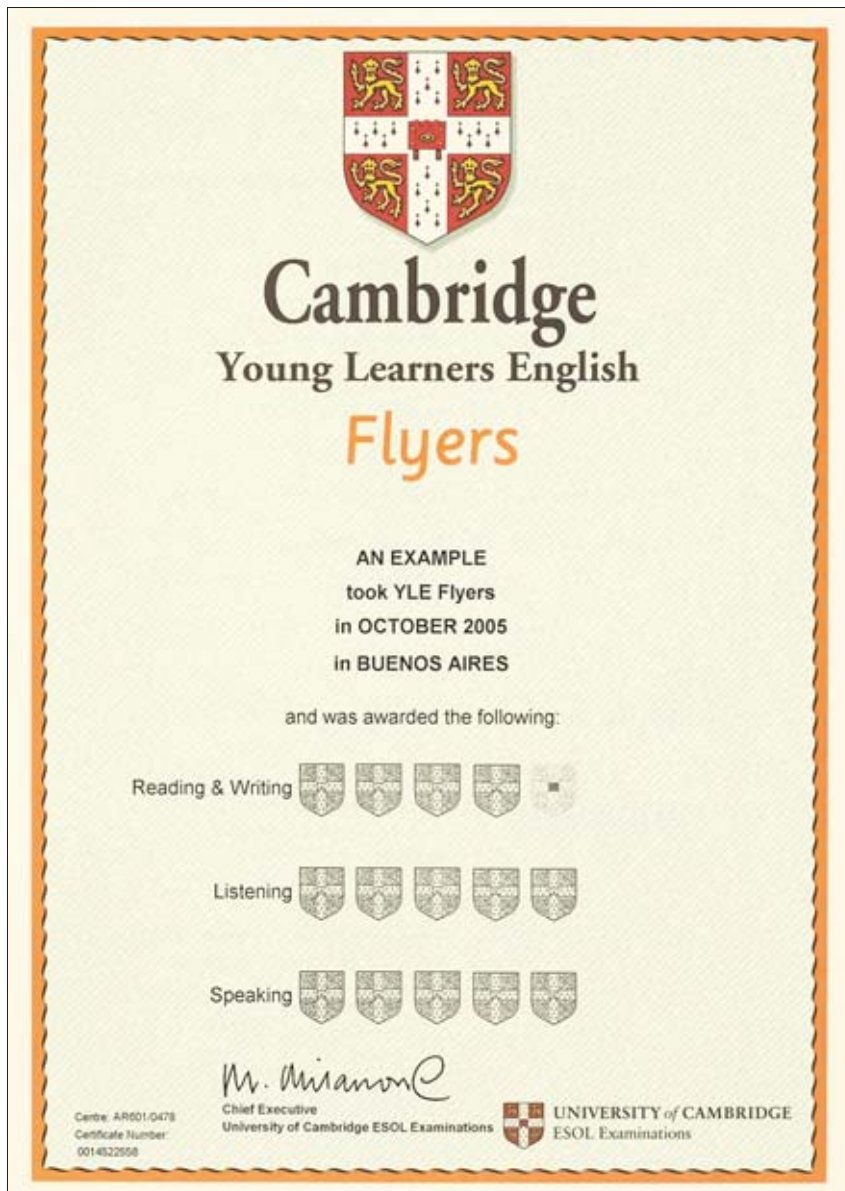 Cambridge
Young Learners English
Flyers
AN EXAMPLE
took YLE Flyers
in OCTOBER 2005
in BUENOS AIRES
and was awarded the following:
Reading & Writing
Listening
Speaking
Chief Executive
University of Cambridge ESOL Examinations
Centre: AR601/0478
Certificate Number:
0014522558
UNIVERSITY of CAMBRIDGE
ESOL Examinations